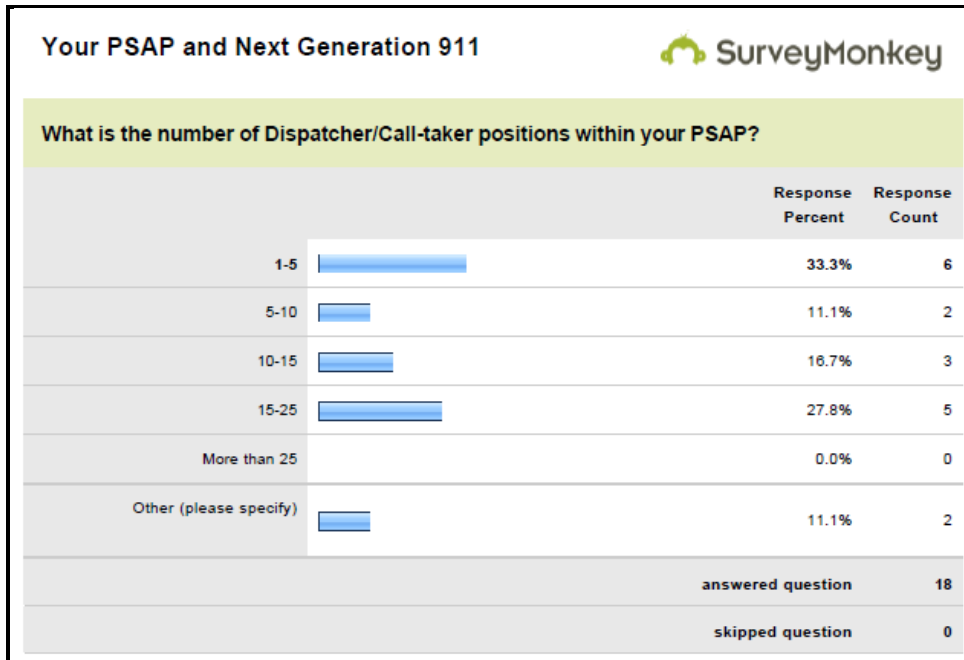 Your PSAP and Next Generation 911
SurveyMonkey
What is the number of Dispatcher/Call-taker positions within your PSAP?
Response Percent Response Count
1-5 33.3% 6
5-10 11.1% 2
10-15 16.7% 3
15-25 27.8% 5
More than 25 0.0% 0
Other (please specify) 11.1% 2
answered question 18
skipped question 0